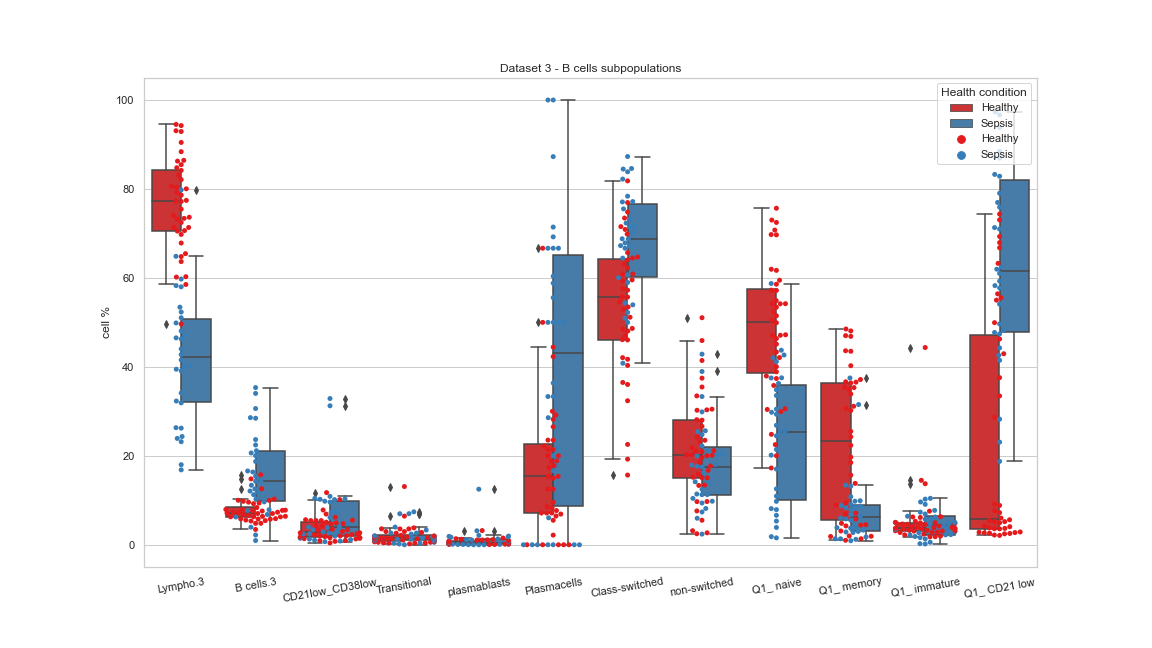 Dataset 3 - B cells subpopulations
Health condition
Healthy
Sepsis
Healthy
Sepsis
cell %
100
80
60
40
20
0
Lympho.3
B cells.3
CD21low_CD38low
Transitional
plasmablasts
Plasmacells
Class-switched
non-switched
Q1_ naive
Q1_ memory
Q1_ immature
Q1_ CD21 low